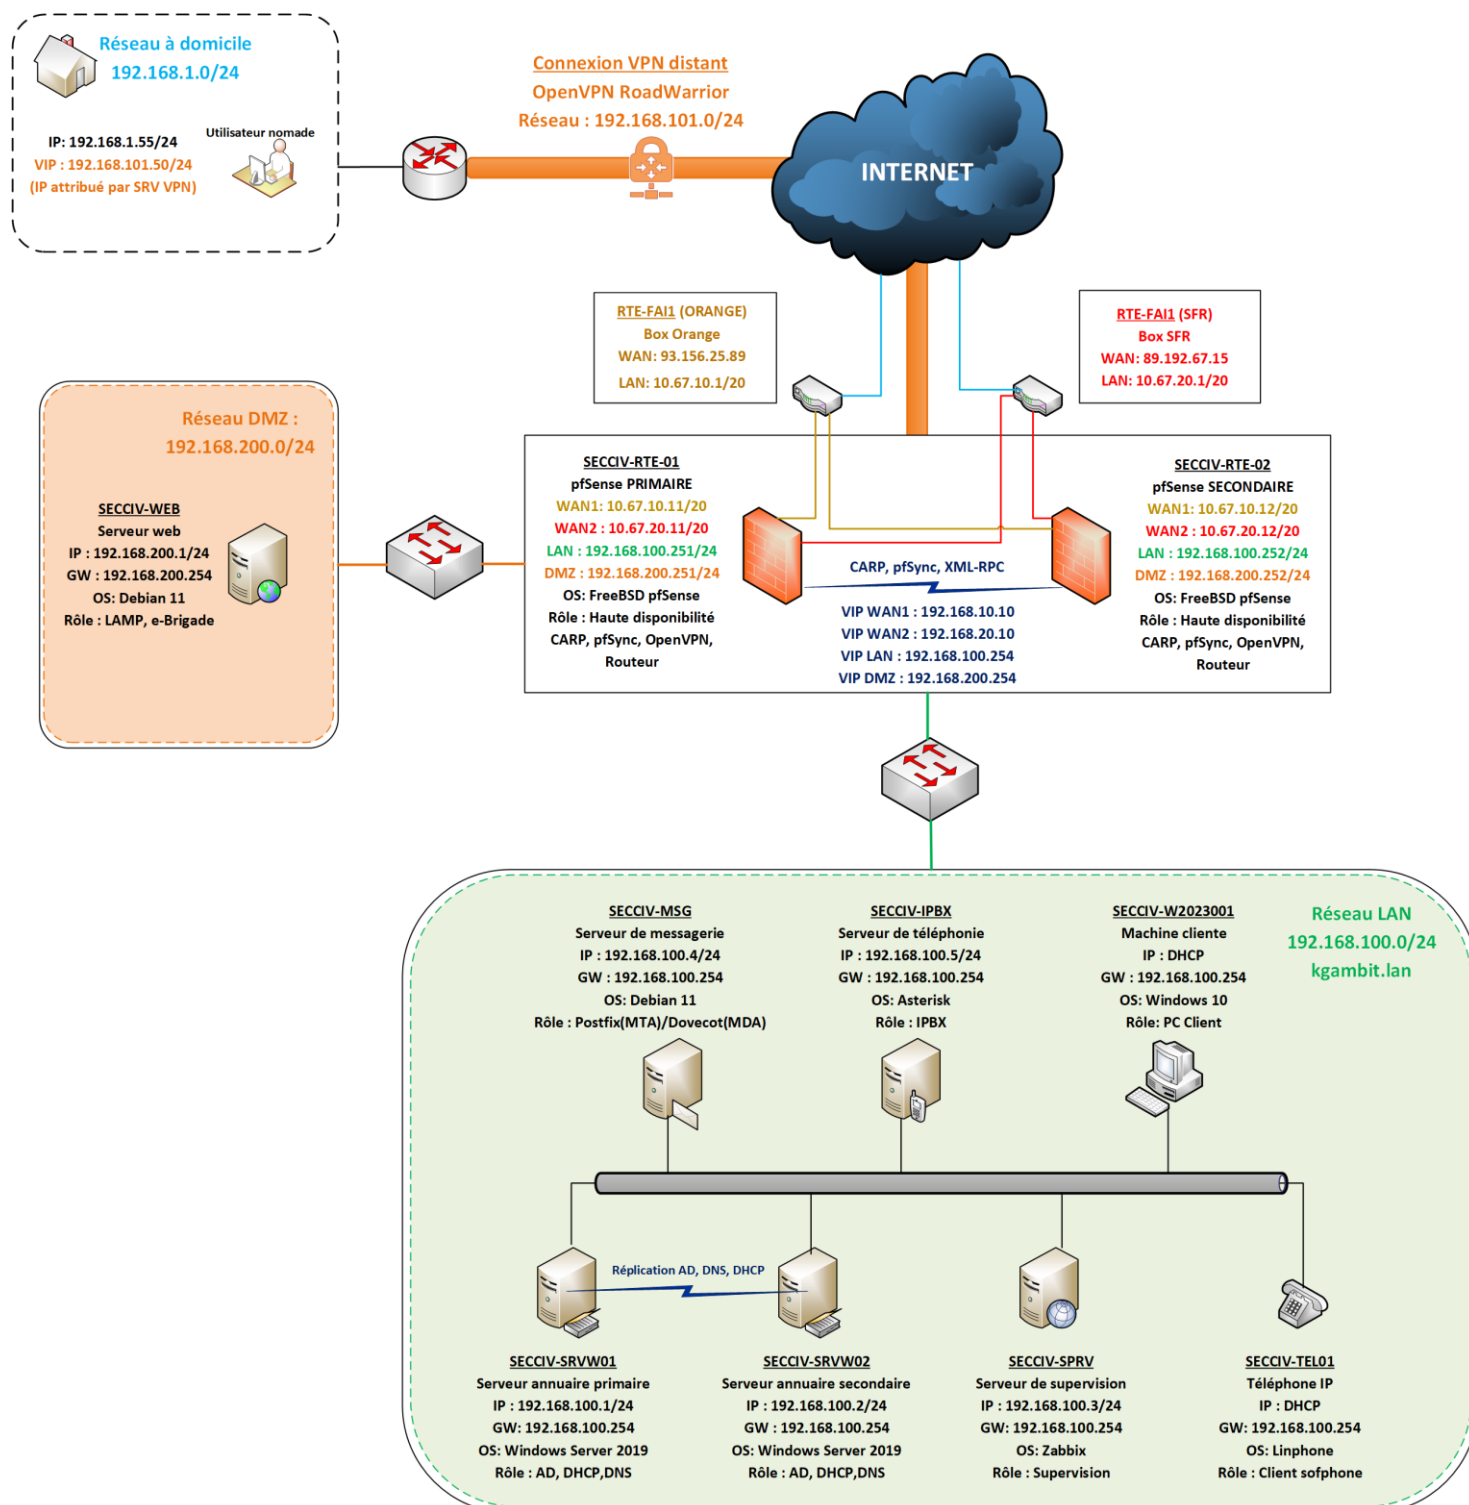 Réseau à domicile
192.168.1.0/24
IP: 192.168.1.55/24
VIP : 192.168.101.50/24
(IP attribué par SRV VPN)
Utilisateur nomade
Connexion VPN distant
OpenVPN RoadWarrior
Réseau : 192.168.101.0/24
INTERNET
RTE-FAI1 (ORANGE)
Box Orange
WAN: 93.156.25.89
LAN: 10.67.10.1/20
RTE-FAI1 (SFR)
Box SFR
WAN: 89.192.67.15
LAN: 10.67.20.1/20
Réseau DMZ :
192.168.200.0/24
SECCIV-WEB
Serveur web
IP : 192.168.200.1/24
GW : 192.168.200.254
OS: Debian 11
Rôle : LAMP, e-Brigade
SECCIV-RTE-01
pfSense PRIMAIRE
WAN1: 10.67.10.11/20
WAN2 : 10.67.20.11/20
LAN : 192.168.100.251/24
DMZ : 192.168.200.251/24
OS: FreeBSD pfSense
Rôle : Haute disponibilité
CARP, pfSync, OpenVPN,
Routeur
CARP, pfSync, XML-RPC
VIP WAN1 : 192.168.10.10
VIP WAN2 : 192.168.20.10
VIP LAN : 192.168.100.254
VIP DMZ : 192.168.200.254
SECCIV-RTE-02
pfSense SECONDAIRE
WAN1: 10.67.10.12/20
WAN2 : 10.67.20.12/20
LAN : 192.168.100.252/24
DMZ : 192.168.200.252/24
OS: FreeBSD pfSense
Rôle : Haute disponibilité
CARP, pfSync, OpenVPN,
Routeur
Réseau LAN
192.168.100.0/24
kgambit.lan
SECCIV-MSG
Serveur de messagerie
IP : 192.168.100.4/24
GW : 192.168.100.254
OS: Debian 11
Rôle : Postfix(MTA)/Dovecot(MDA)
SECCIV-IPBX
Serveur de téléphonie
IP : 192.168.100.5/24
GW : 192.168.100.254
OS: Asterisk
Rôle : IPBX
SECCIV-W2023001
Machine cliente
IP : DHCP
GW : 192.168.100.254
OS: Windows 10
Rôle: PC Client
Réplication AD, DNS, DHCP
SECCIV-SRVW01
Serveur annuaire primaire
IP : 192.168.100.1/24
GW: 192.168.100.254
OS: Windows Server 2019
Rôle : AD, DHCP,DNS
SECCIV-SRVW02
Serveur annuaire secondaire
IP : 192.168.100.2/24
GW : 192.168.100.254
OS: Windows Server 2019
Rôle : AD, DHCP,DNS
SECCIV-SPRV
Serveur de supervision
IP : 192.168.100.3/24
GW: 192.168.100.254
OS: Zabbix
Rôle : Supervision
SECCIV-TEL01
Téléphone IP
IP : DHCP
GW: 192.168.100.254
OS: Linphone
Rôle : Client sofphone